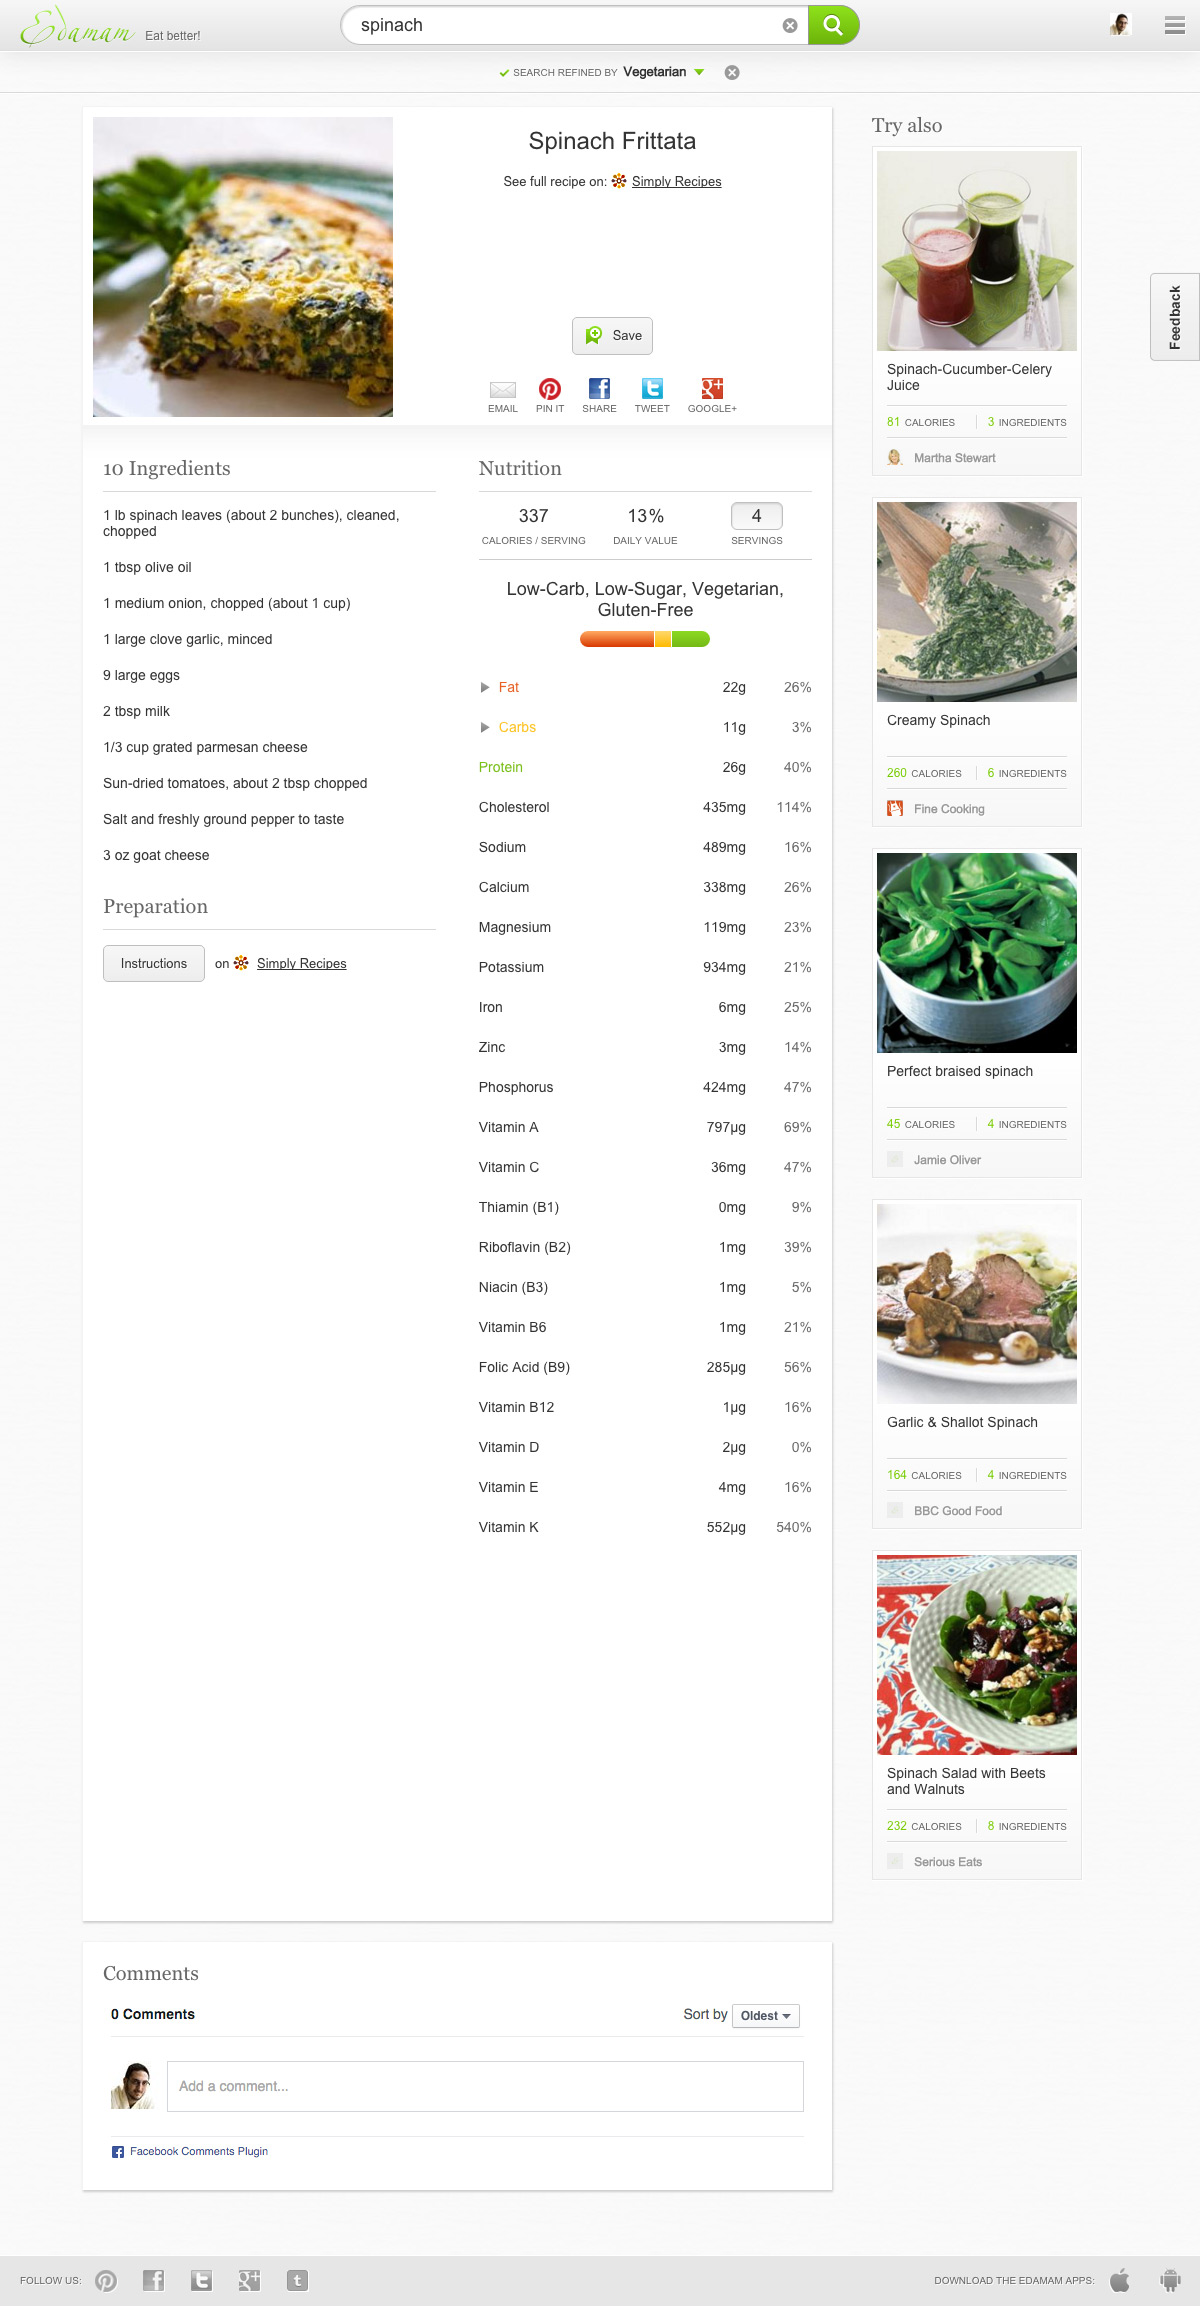 Edamam Eat better!
spinach
SEARCH REFINED BY Vegetarian
Spinach Frittata
See full recipe on: Simply Recipes
Save
EMAIL PIN IT SHARE TWEET GOOGLE+
10 Ingredients
1 lb spinach leaves (about 2 bunches), cleaned,
chopped
1 tbsp olive oil
1 medium onion, chopped (about 1 cup)
1 large clove garlic, minced
9 large eggs
2 tbsp milk
1/3 cup grated parmesan cheese
Sun-dried tomatoes, about 2 tbsp chopped
Salt and freshly ground pepper to taste
3 oz goat cheese
Preparation
Instructions on Simply Recipes
Nutrition
337 13% 4
CALORIES / SERVING DAILY VALUE SERVINGS
Low-Carb, Low-Sugar, Vegetarian,
Gluten-Free
Fat 22g 26%
Carbs 11g 3%
Protein 26g 40%
Cholesterol 435mg 114%
Sodium 489mg 16%
Calcium 338mg 26%
Magnesium 119mg 23%
Potassium 934mg 21%
Iron 6mg 25%
Zinc 3mg 14%
Phosphorus 424mg 47%
Vitamin A 797µg 69%
Vitamin C 36mg 47%
Thiamin (B1) 0mg 9%
Riboflavin (B2) 1mg 39%
Niacin (B3) 1mg 5%
Vitamin B6 1mg 21%
Folic Acid (B9) 285µg 56%
Vitamin B12 1µg 16%
Vitamin D 2µg 0%
Vitamin E 4mg 16%
Vitamin K 552µg 540%
Try also
Spinach-Cucumber-Celery
Juice
81 CALORIES 3 INGREDIENTS
Martha Stewart
Creamy Spinach
260 CALORIES 6 INGREDIENTS
Fine Cooking
Perfect braised spinach
45 CALORIES 4 INGREDIENTS
Jamie Oliver
Garlic & Shallot Spinach
164 CALORIES 4 INGREDIENTS
BBC Good Food
Spinach Salad with Beets
and Walnuts
232 CALORIES 8 INGREDIENTS
Serious Eats
Feedback
Comments
0 Comments Sort by Oldest
Add a comment...
Facebook Comments Plugin
FOLLOW US: DOWNLOAD THE EDAMAM APPS: